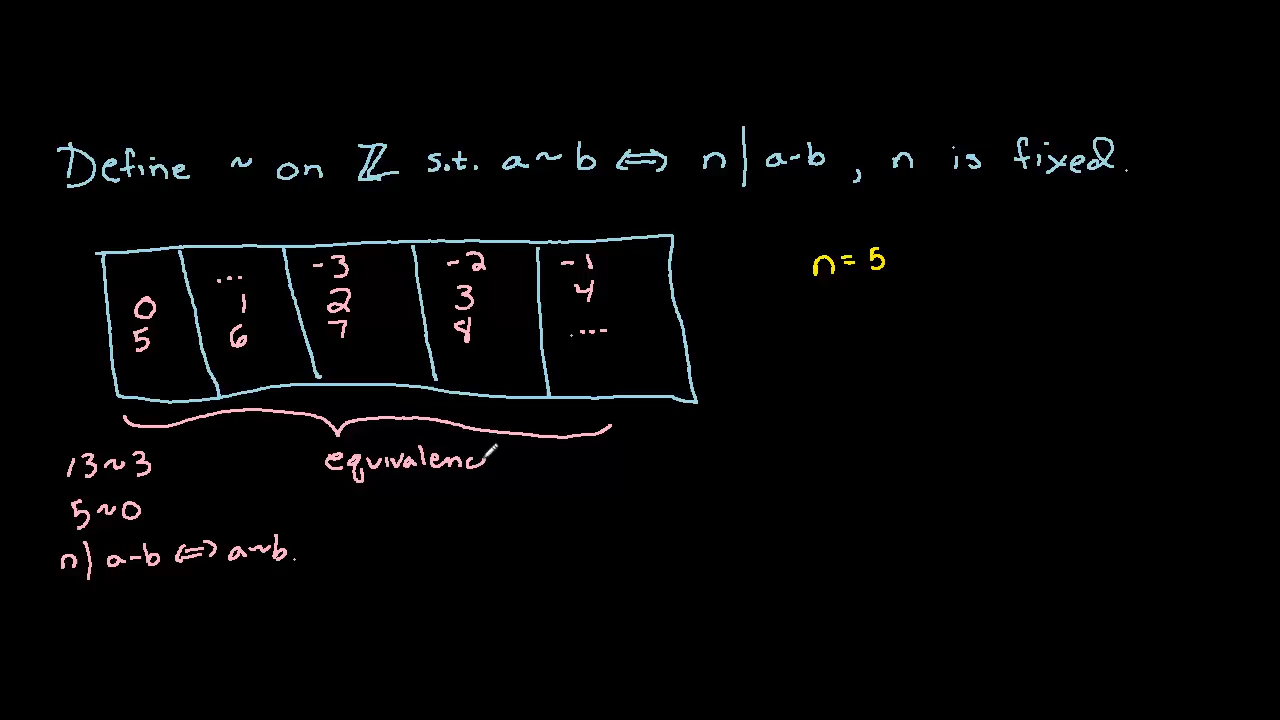 Define ~ on ℤ s.t. a~b ⟺ n | a-b , n is fixed.
n = 5
... -3 -2 -1
0 1 2 3 4
5 6 7 8 ...
equivalenc
13~3
5~0
n | a-b ⟺ a~b.